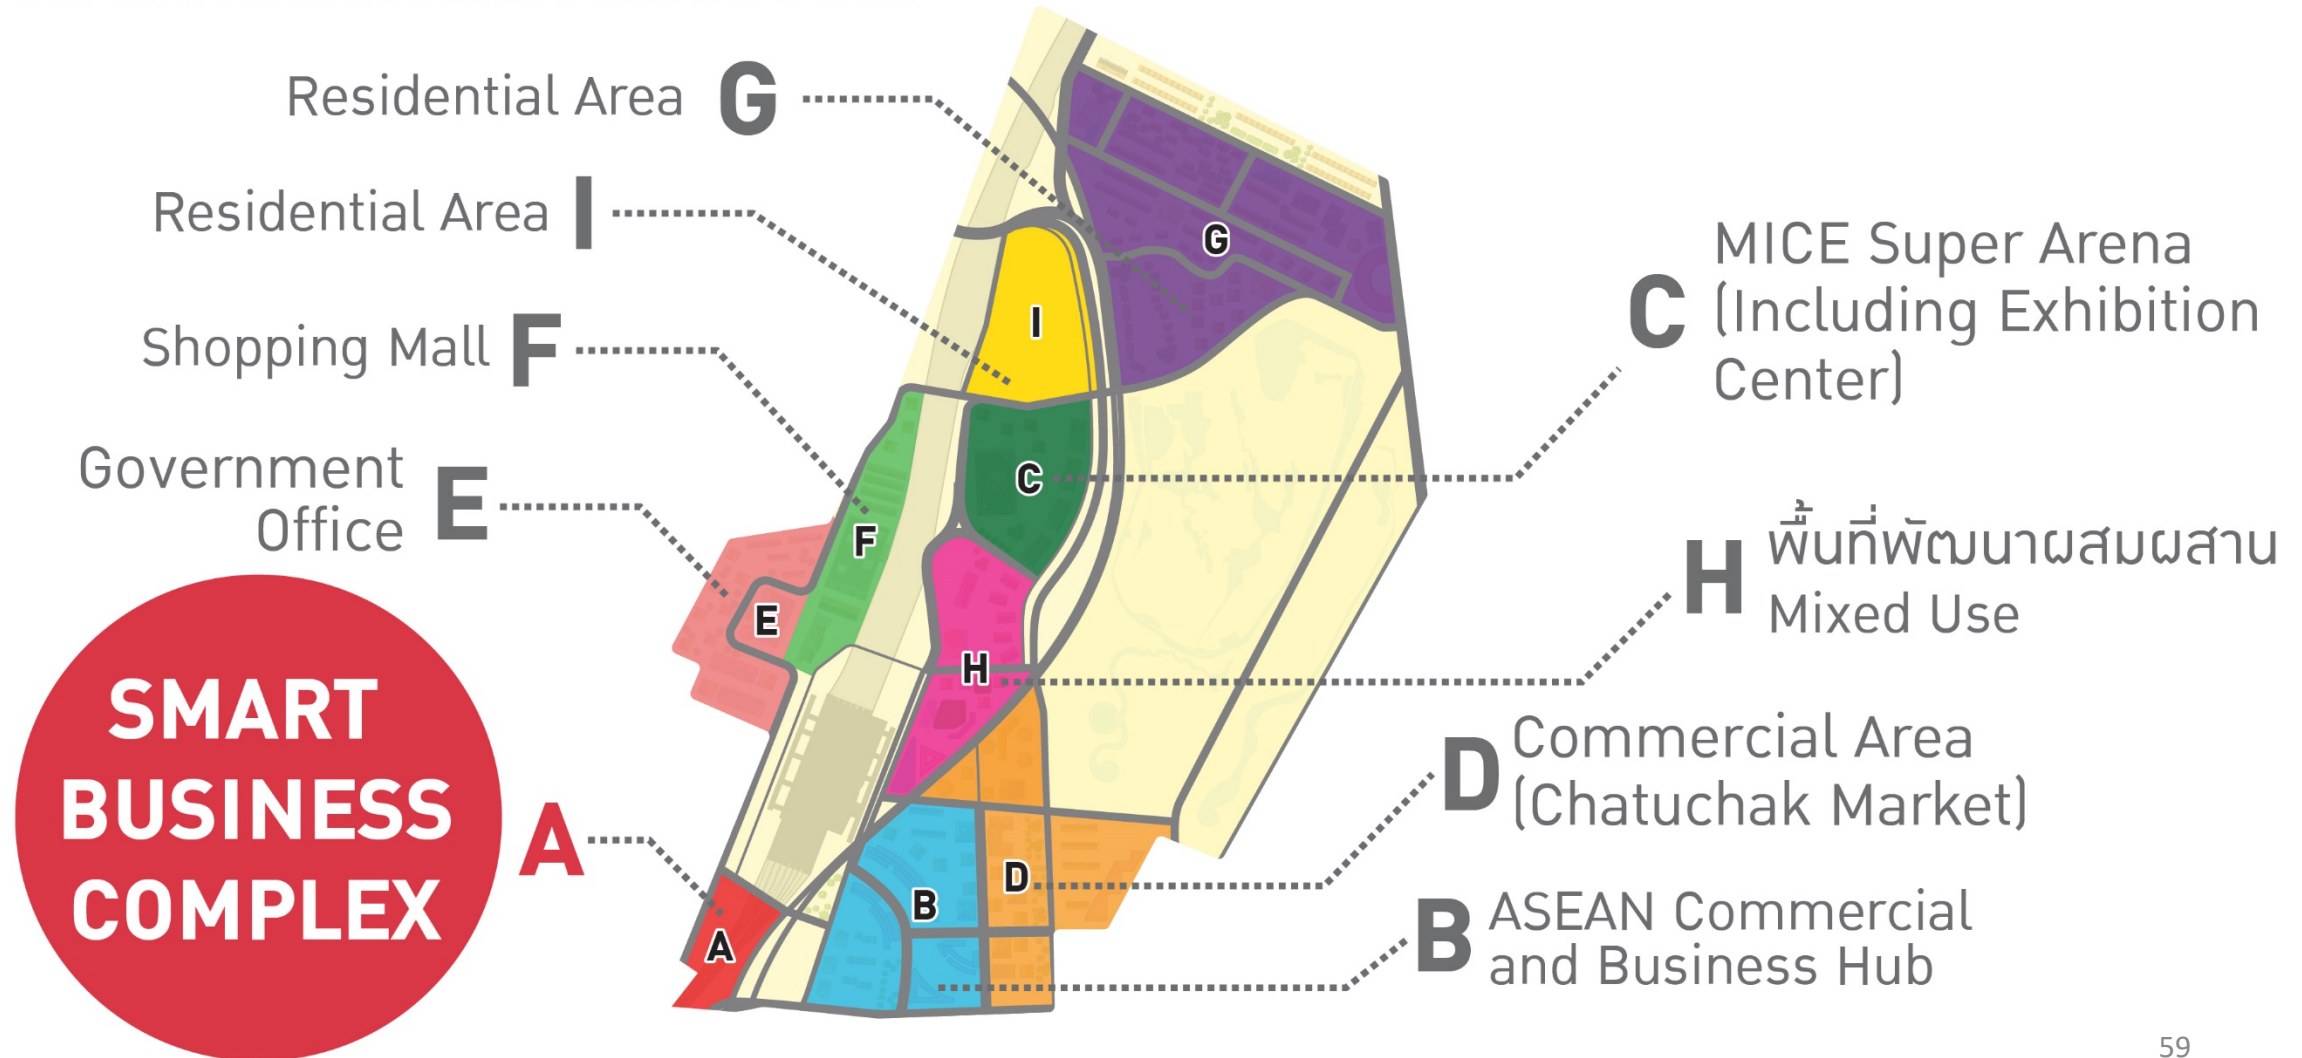 Residential Area G
Residential Area I
Shopping Mall F
Government
Office
E
SMART
BUSINESS
COMPLEX
A
C
MICE Super Arena
(Including Exhibition
Center)
H
พื้นที่พัฒนาผสมผสาน
Mixed Use
D
Commercial Area
(Chatuchak Market)
B
ASEAN Commercial
and Business Hub
G
I
C
F
E
H
D
B
A
59